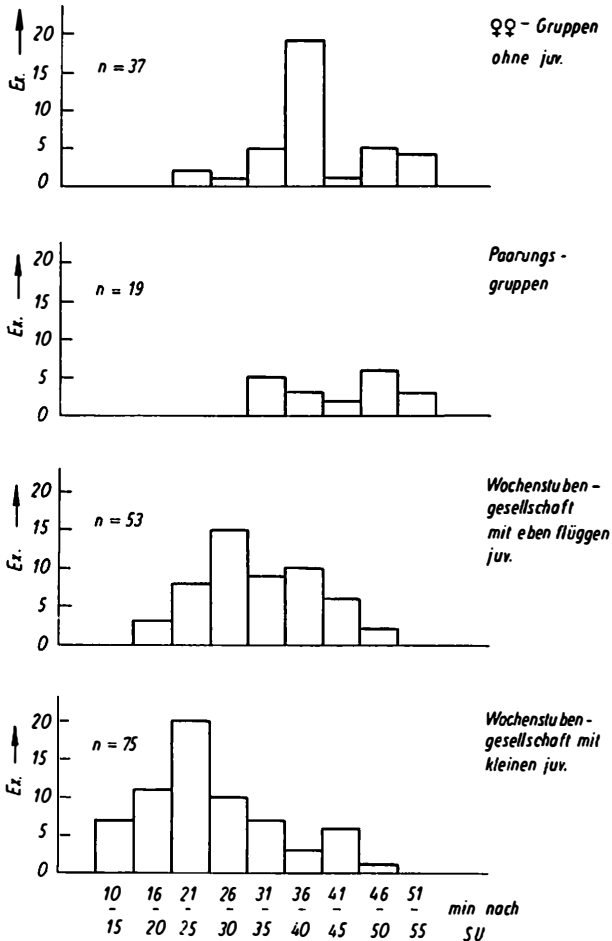 Ex.
20
15
10
5
0
n = 37
♀♀ - Gruppen
ohne juv.
Ex.
20
15
10
5
0
n = 19
Paarungs -
gruppen
Ex.
20
15
10
5
0
n = 53
Wochenstuben -
gesellschaft
mit eben flüggen
juv.
Ex.
20
15
10
5
0
n = 75
Wochenstuben -
gesellschaft mit
kleinen juv.
10 16 21 26 31 36 41 46 51
- - - - - - - - -
15 20 25 30 35 40 45 50 55
min nach
SU